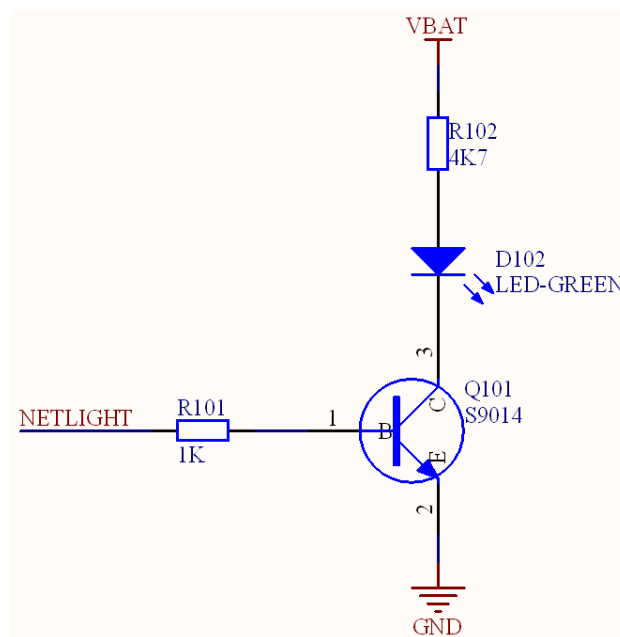 VBAT
R102
4K7
D102
LED-GREEN
3
Q101
S9014
C
NETLIGHT
R101
1K
1
B
E
2
GND